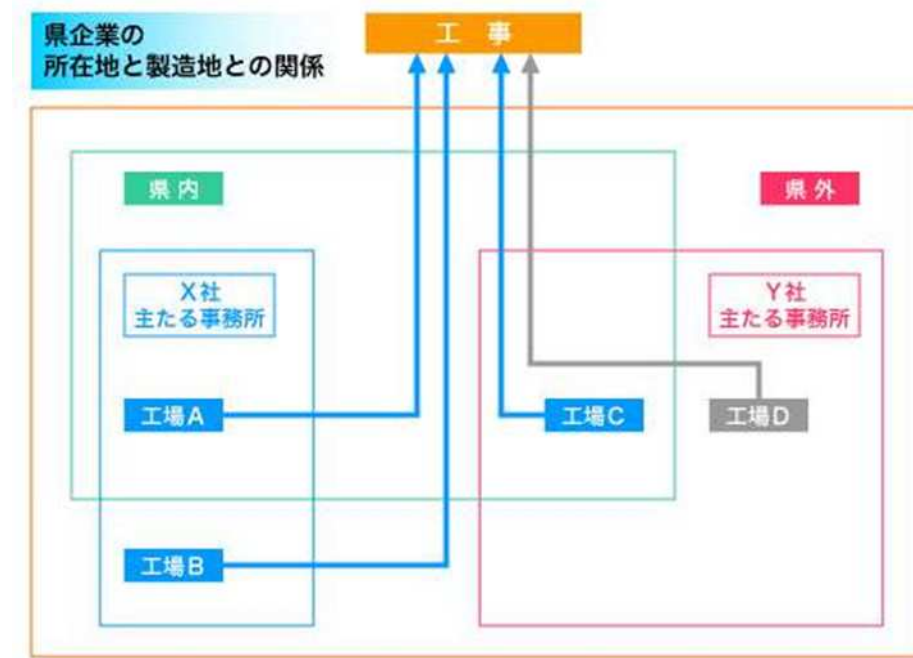 県企業の
所在地と製造地との関係
工事
県内
県外
X社
主たる事務所
Y社
主たる事務所
工場A
工場C
工場D
工場B